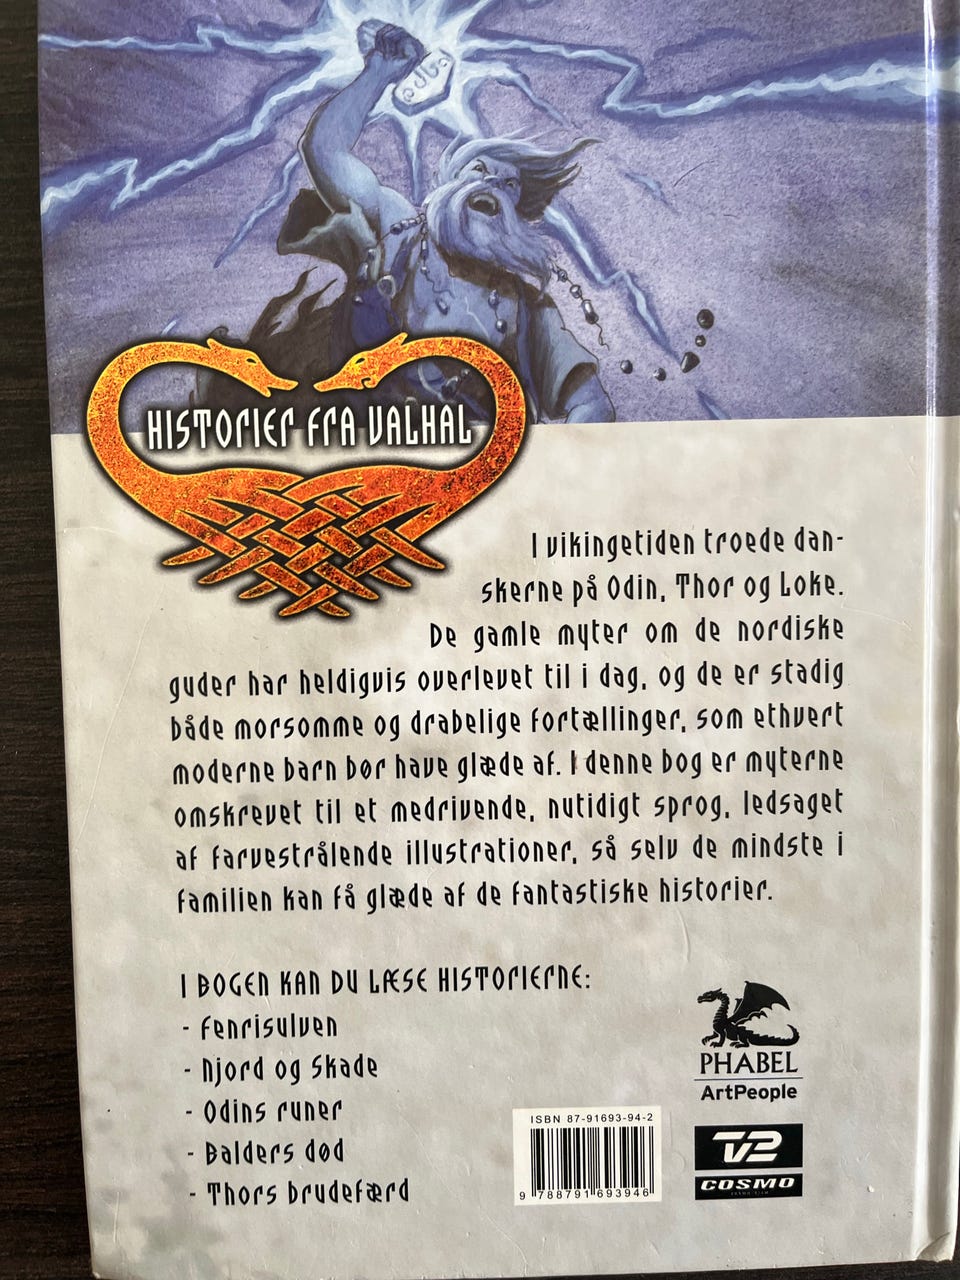 HISTORIER FRA VALHAL
I vikingetiden troede dan-
skerne på Odin, Thor og Loke.
De gamle myter om de nordiske
guder har heldigvis overlevet til i dag, og de er stadig
både morsomme og drabelige fortællinger, som ethvert
moderne barn bør have glæde af. I denne bog er myterne
omskrevet til et medrivende, nutidigt sprog, ledsaget
af farvestrålende illustrationer, så selv de mindste i
familien kan få glæde af de fantastiske historier.
I BOGEN KAN DU LÆSE HISTORIERNE:
- Fenrisulven
- Njord og Skade
- Odins runer
- Balders død
- Thors brudefærd
PHABEL
ArtPeople
ISBN 87-91693-94-2
9 788791 693946
TV2
COSMO